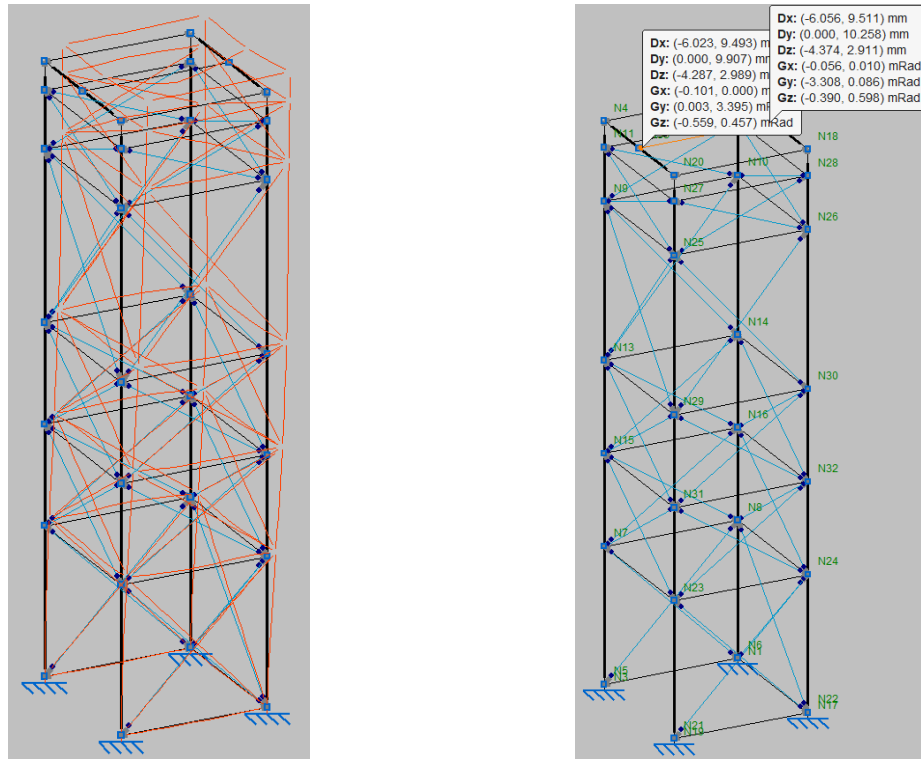 Dx: (-6.056, 9.511) mm
Dy: (0.000, 10.258) mm
Dz: (-4.374, 2.911) mm
Gx: (-0.056, 0.010) mRad
Gy: (-3.308, 0.086) mRad
Gz: (-0.390, 0.598) mRad
Dx: (-6.023, 9.493) m
Dy: (0.000, 9.907) mm
Dz: (-4.287, 2.989) m
Gx: (-0.101, 0.000) m
Gy: (0.003, 3.395) mR
Gz: (-0.559, 0.457) mRad
N4
N11
N18
N20
N10
N28
N9
N27
N26
N25
N14
N13
N30
N29
N16
N15
N32
N31
N8
N7
N24
N23
N6
N1
N5
N3
N22
N17
N21
N19